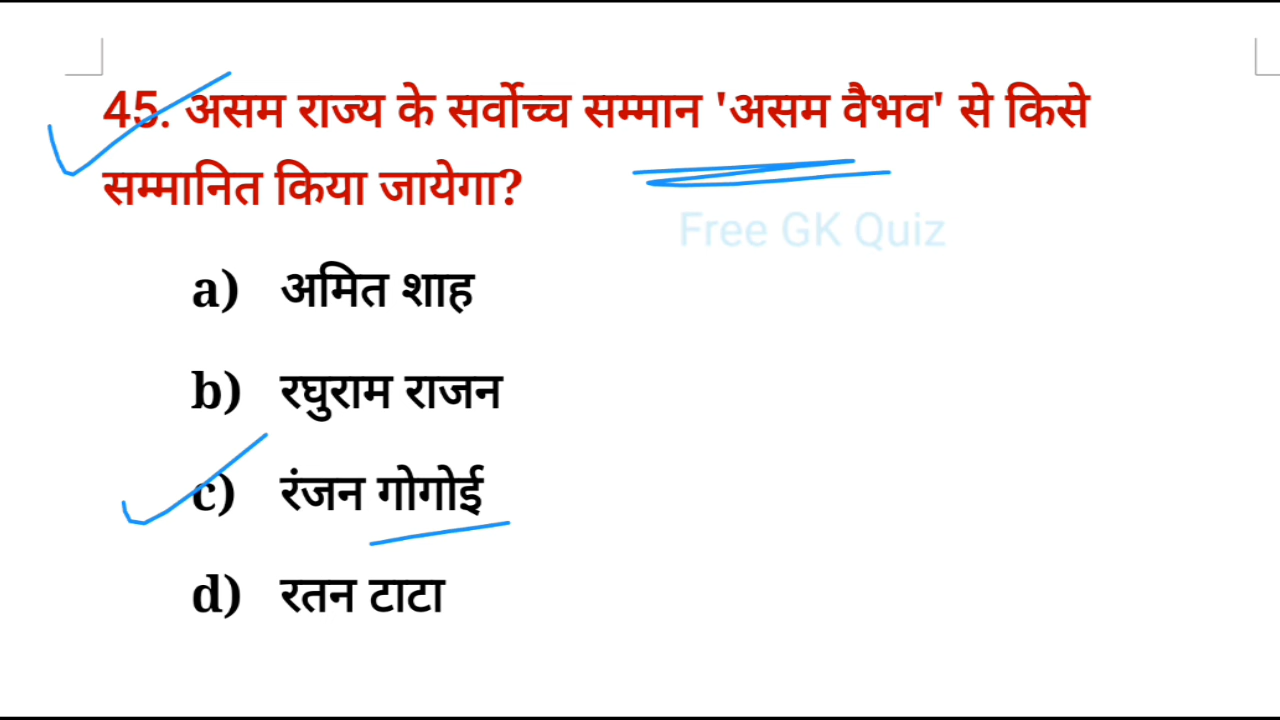 45. असम राज्य के सर्वोच्च सम्मान 'असम वैभव' से किसे
सम्मानित किया जायेगा?
Free GK Quiz
a) अमित शाह
b) रघुराम राजन
c) रंजन गोगोई
d) रतन टाटा